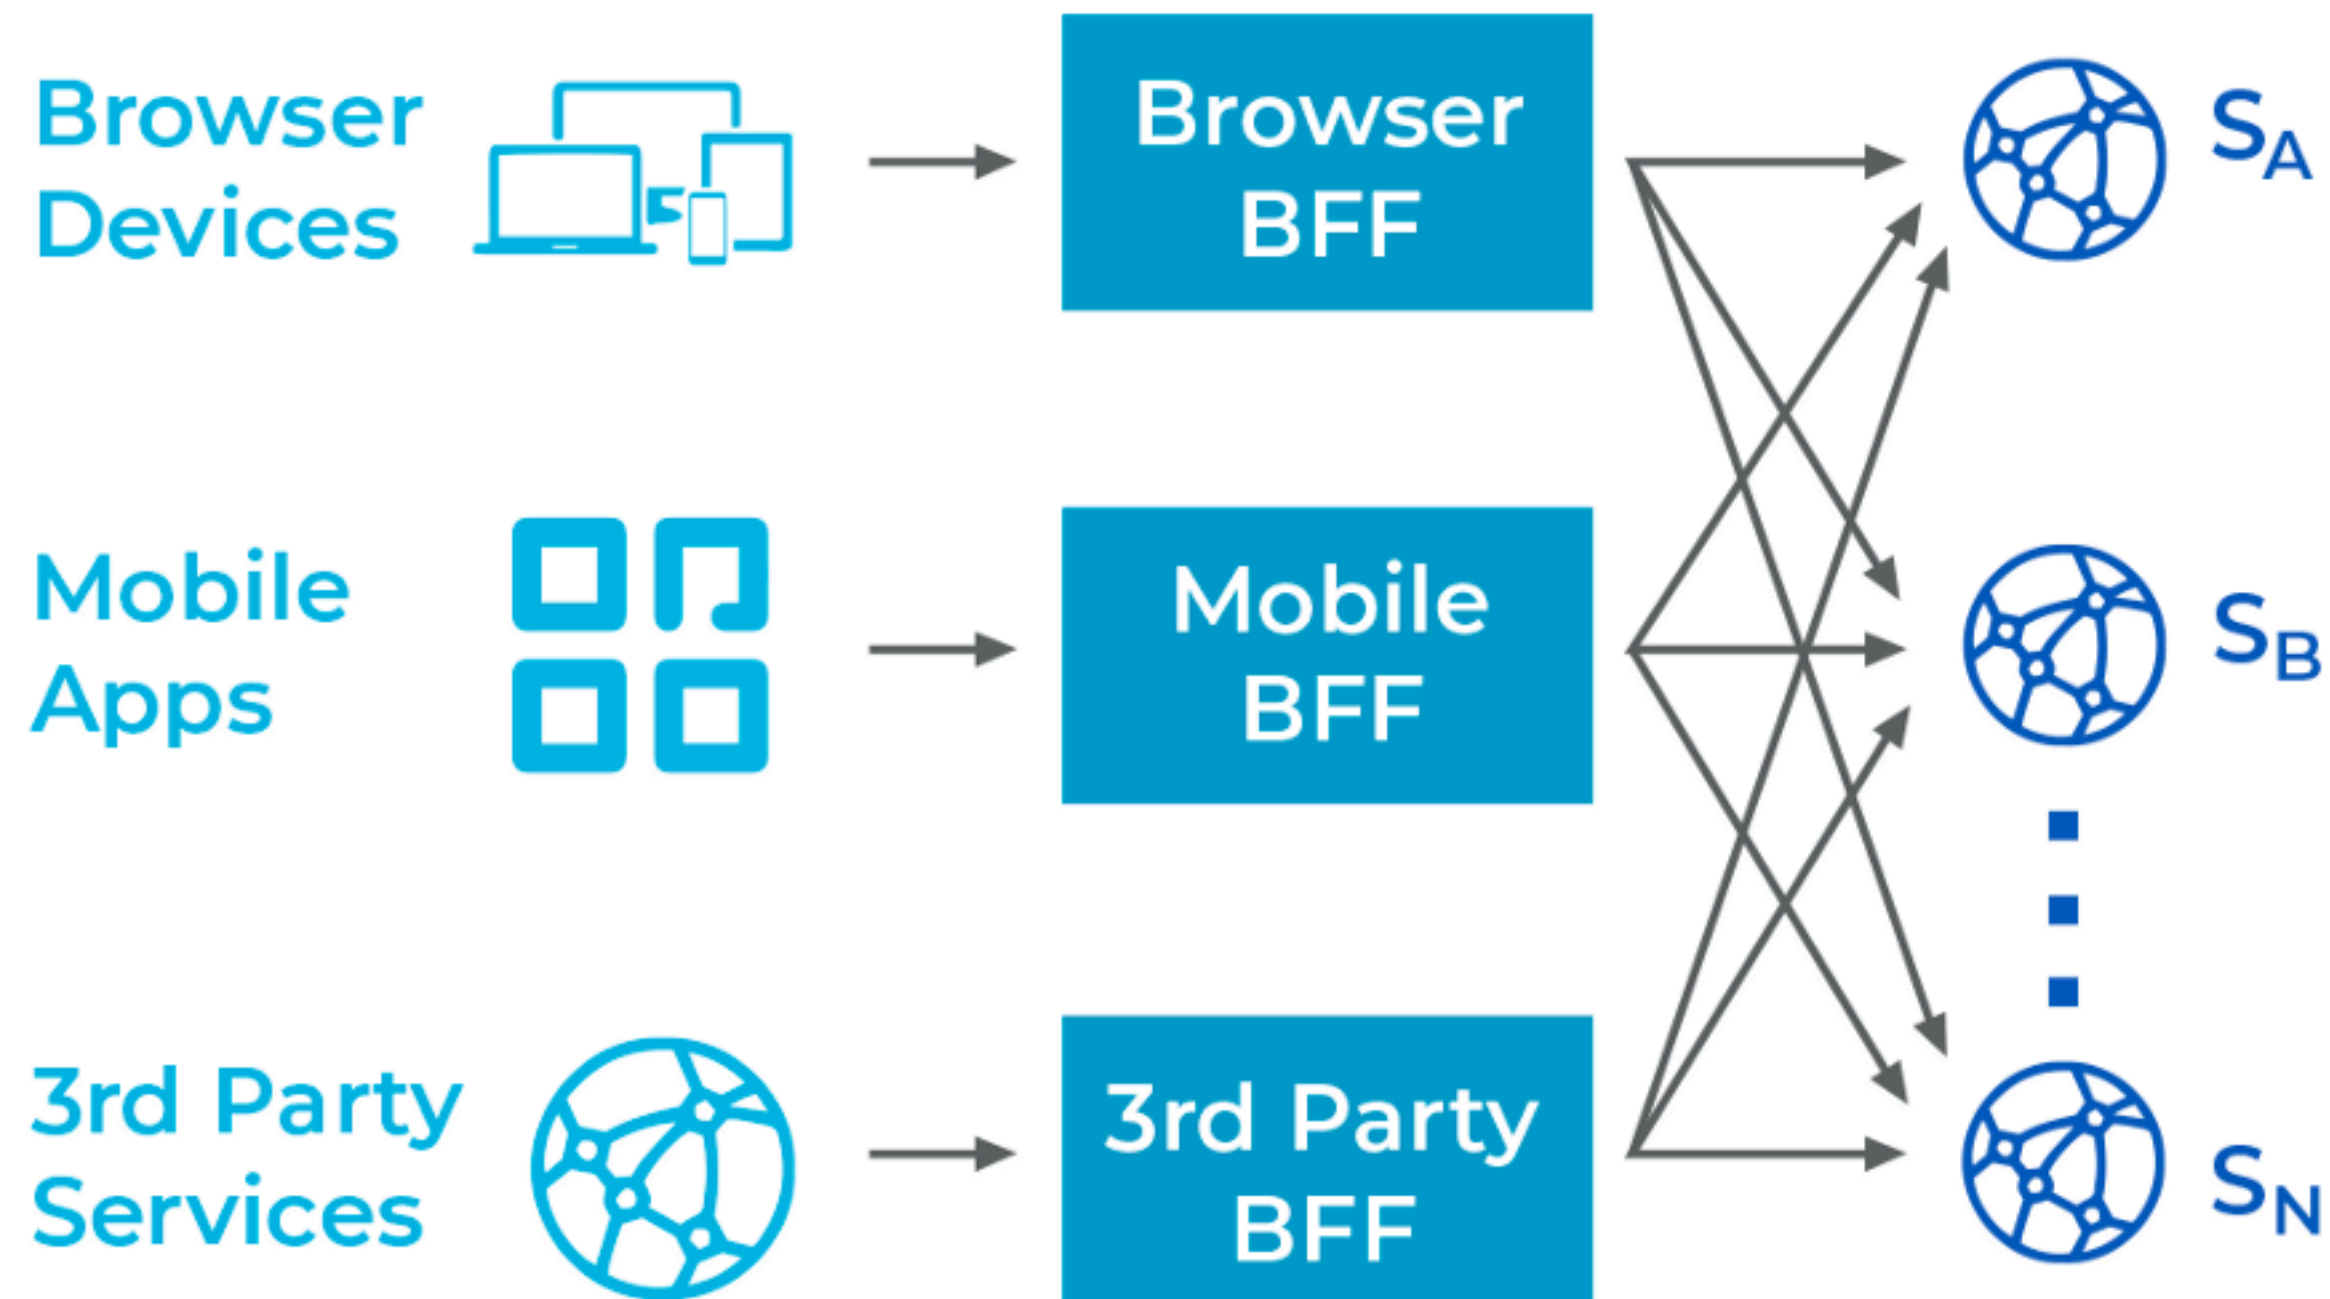 Browser
Devices
Browser
BFF
SA
Mobile
Apps
Mobile
BFF
SB
3rd Party
Services
3rd Party
BFF
SN